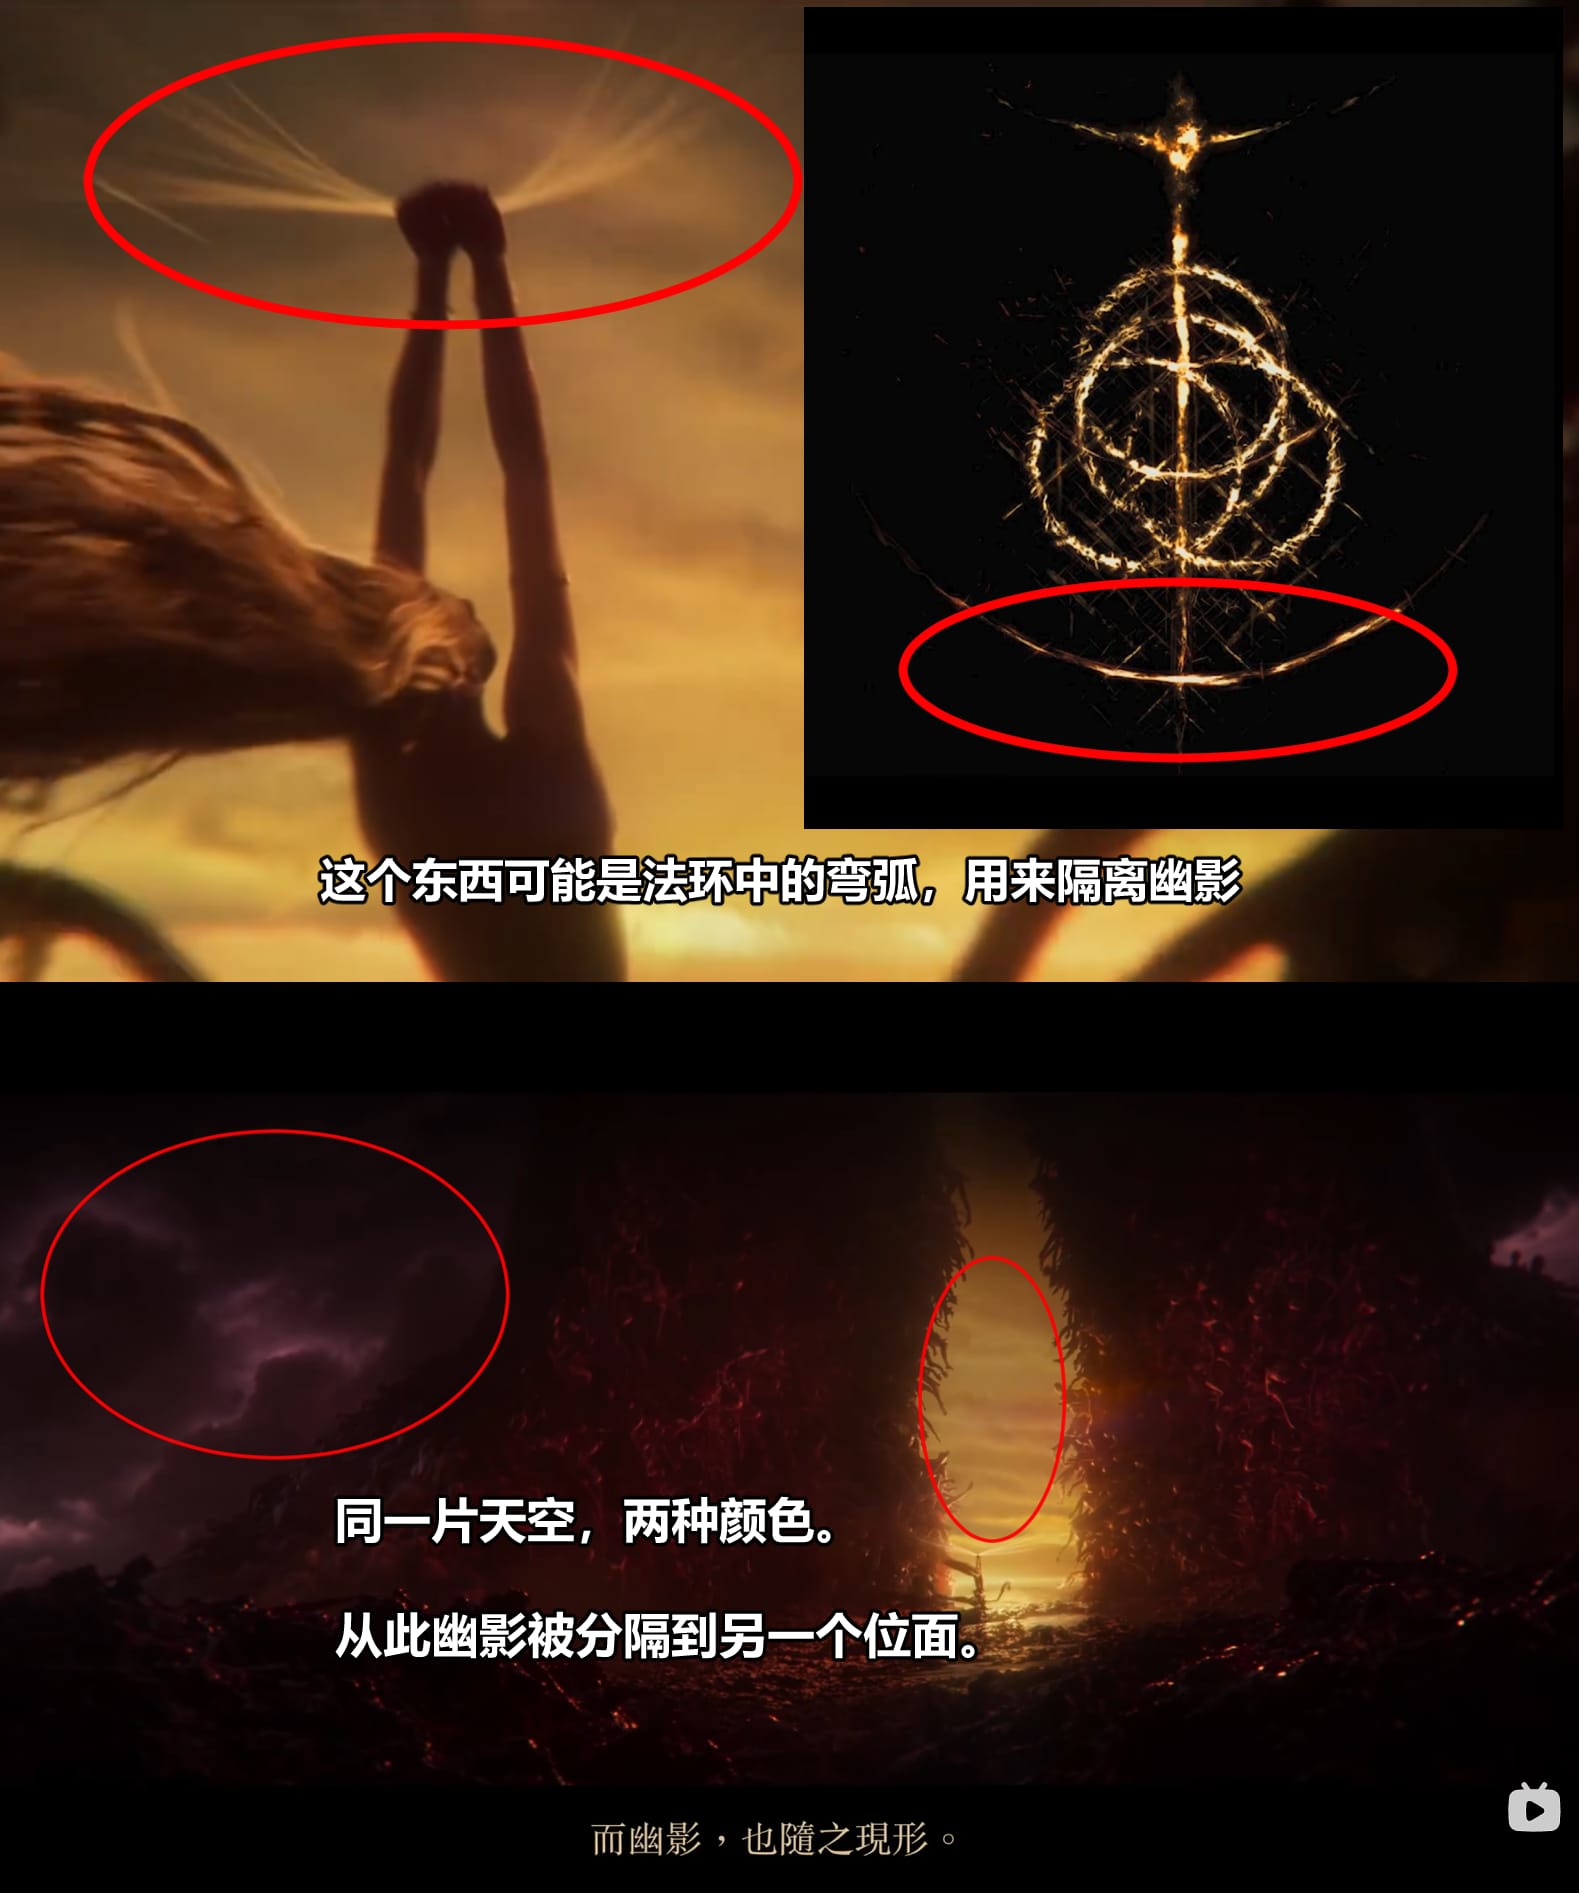 这个东西可能是法环中的弯弧，用来隔离幽影
同一片天空，两种颜色。
从此幽影被分隔到另一个位面。
而幽影，也隨之現形。